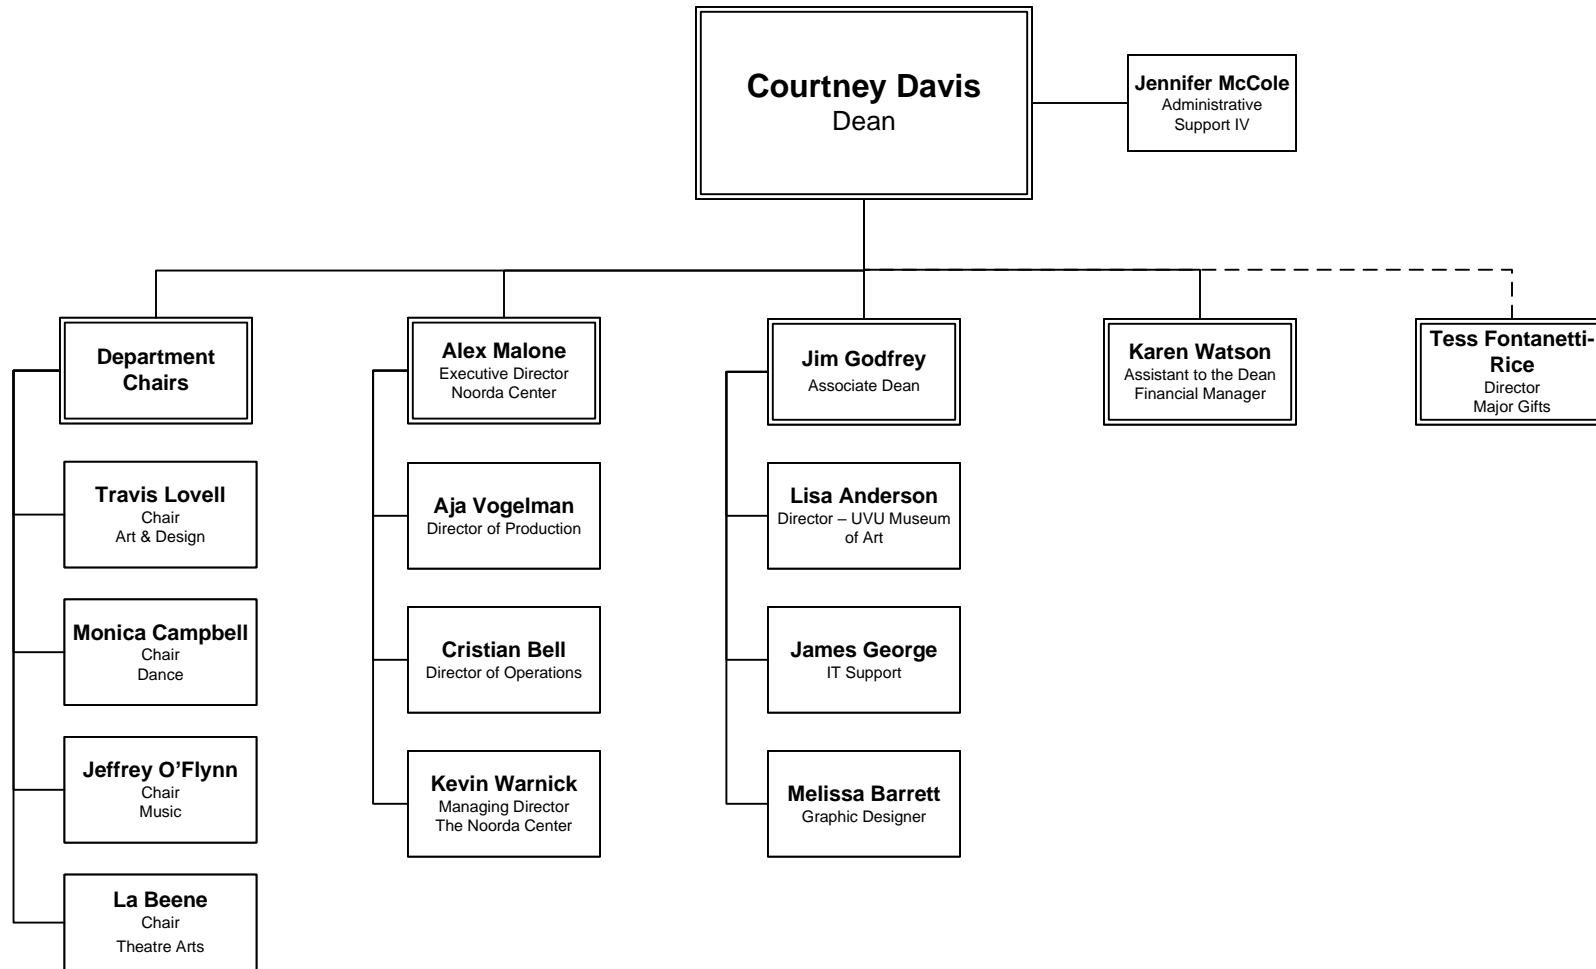 Courtney Davis
Dean
Jennifer McCole
Administrative
Support IV
Department
Chairs
Alex Malone
Executive Director
Noorda Center
Jim Godfrey
Associate Dean
Karen Watson
Assistant to the Dean
Financial Manager
Tess Fontanetti-
Rice
Director
Major Gifts
Travis Lovell
Chair
Art & Design
Monica Campbell
Chair
Dance
Jeffrey O’Flynn
Chair
Music
La Beene
Chair
Theatre Arts
Aja Vogelman
Director of Production
Cristian Bell
Director of Operations
Kevin Warnick
Managing Director
The Noorda Center
Lisa Anderson
Director – UVU Museum
of Art
James George
IT Support
Melissa Barrett
Graphic Designer